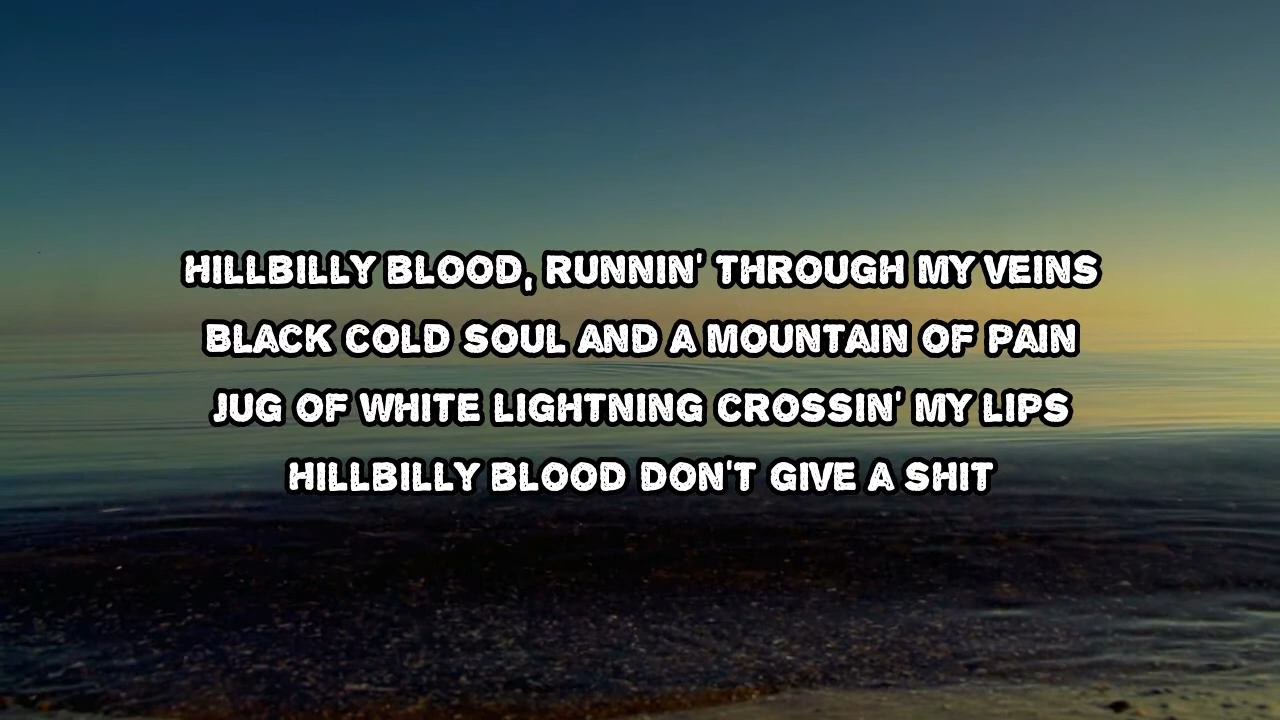 HILLBILLY BLOOD, RUNNIN' THROUGH MY VEINS
BLACK COLD SOUL AND A MOUNTAIN OF PAIN
JUG OF WHITE LIGHTNING CROSSIN' MY LIPS
HILLBILLY BLOOD DON'T GIVE A SHIT